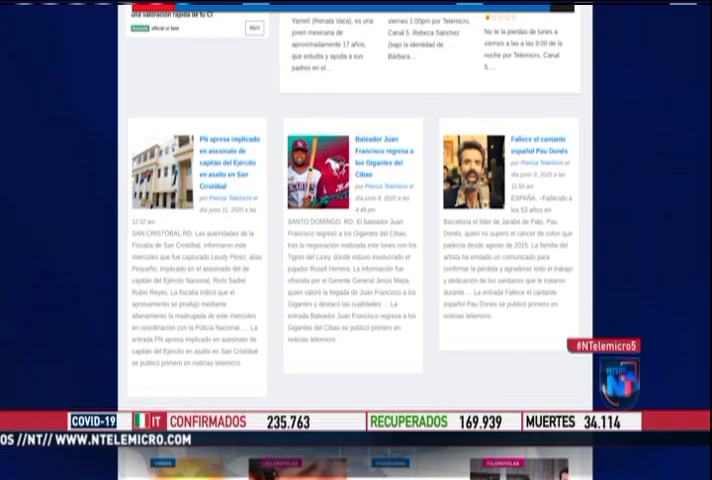 una valoración rápida de tu CI
official iq test
Abrir
Yameli (Renata Vaca), es una
joven mexicana de
aproximadamente 17 años,
que estudia y ayuda a sus
padres en el...
viernes 1:00pm por Telemicro,
Canal 5. Rebeca Sánchez
(bajo la identidad de
Bárbara...
No te la pierdas de lunes a
viernes a las a las 9:00 de la
noche por Telemicro, Canal
5....
PN apresa implicado
en asesinato de
capitán del Ejército
en asalto en San
Cristóbal
por Prensa Telemicro el
día junio 11, 2020 a las
12:02 am
SAN CRISTÓBAL.RD. Las autoridades de la
Fiscalía de San Cristóbal, informaron este
miércoles que fue capturado Leudy Pérez, alias
Pequeño, implicado en el asesinado del de
capitán del Ejército Nacional, Richi Sadiel
Rubio Reyes. La fiscalía indicó que el
apresamiento se produjo mediante
allanamiento la madrugada de este miércoles
en coordinación con la Policía Nacional. ... La
entrada PN apresa implicado en asesinato de
capitán del Ejército en asalto en San Cristóbal
se publicó primero en noticias telemicro.
Bateador Juan
Francisco regresa a
los Gigantes del
Cibao
por Prensa Telemicro el
día junio 9, 2020 a las
4:48 pm
SANTO DOMINGO. RD- El bateador Juan
Francisco regresó a los Gigantes del Cibao,
tras la negociación realizada este lunes con los
Tigres del Licey, donde estuvo involucrado el
jugador Rosell Herrera. La información fue
ofrecida por el Gerente General Jesús Mejía,
quien valoró la llegada de Juan Francisco a los
Gigantes y destacó las cualidades ... La
entrada Bateador Juan Francisco regresa a los
Gigantes del Cibao se publicó primero en
noticias telemicro.
Fallece el cantante
español Pau Donés
por Prensa Telemicro el
día junio 9, 2020 a las
11:50 am
ESPAÑA. –Fallecido a
los 53 años en
Barcelona el líder de Jarabe de Palo, Pau
Donés, quien no superó el cáncer de colon que
padecía desde agosto de 2015. La familia del
artista ha enviado un comunicado para
confirmar la pérdida y agradecer todo el trabajo
y dedicación de los sanitarios que le trataron
durante ... La entrada Fallece el cantante
español Pau Donés se publicó primero en
noticias telemicro.
#NTelemicro5
NT
COVID-19 IT CONFIRMADOS 235.763 RECUPERADOS 169.939 MUERTES 34.114
OS //NT// WWW.NTELEMICRO.COM
VIDEOS
TELENOVELAS
PROGRAMAS
TELENOVELAS